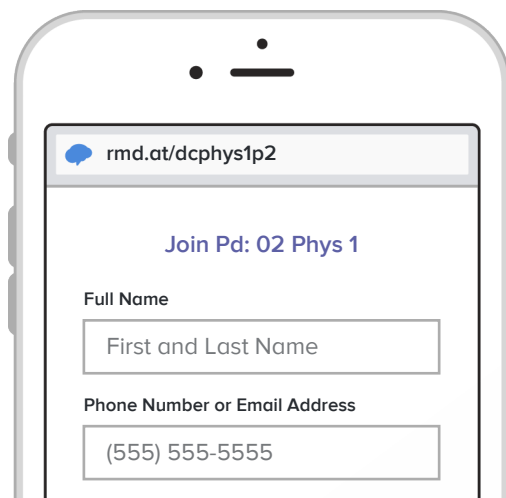 rmd.at/dcphys1p2
Join Pd: 02 Phys 1
Full Name
First and Last Name
Phone Number or Email Address
(555) 555-5555